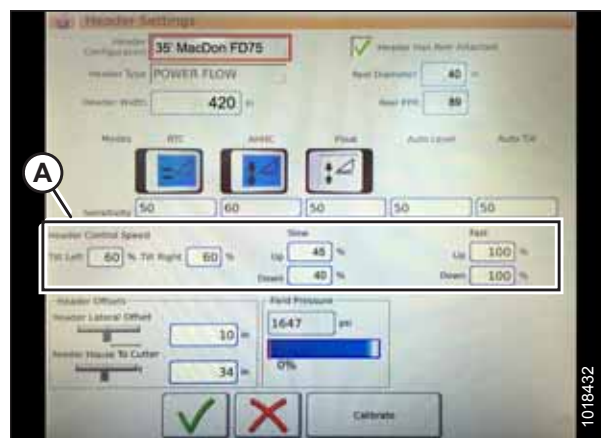 Header Settings
Header Configuration 35' MacDon FD75 Header Has Reel Attached
Header Type POWER FLOW Reel Diameter 40 in
Header Width 420 in Reel PPR 89
Modes RTC AHHC Float Auto Level Auto Tilt
A
Sensitivity 50 60 50 50 50
Header Control Speed Slow Fast
Tilt Left 60 % Tilt Right 60 % Up 45 % Up 100 %
Down 40 % Down 100 %
Header Offsets Field Pressure
Header Lateral Offset 1647 psi
10 in
Feeder House To Cutter 0%
34 in
Calibrate
1018432